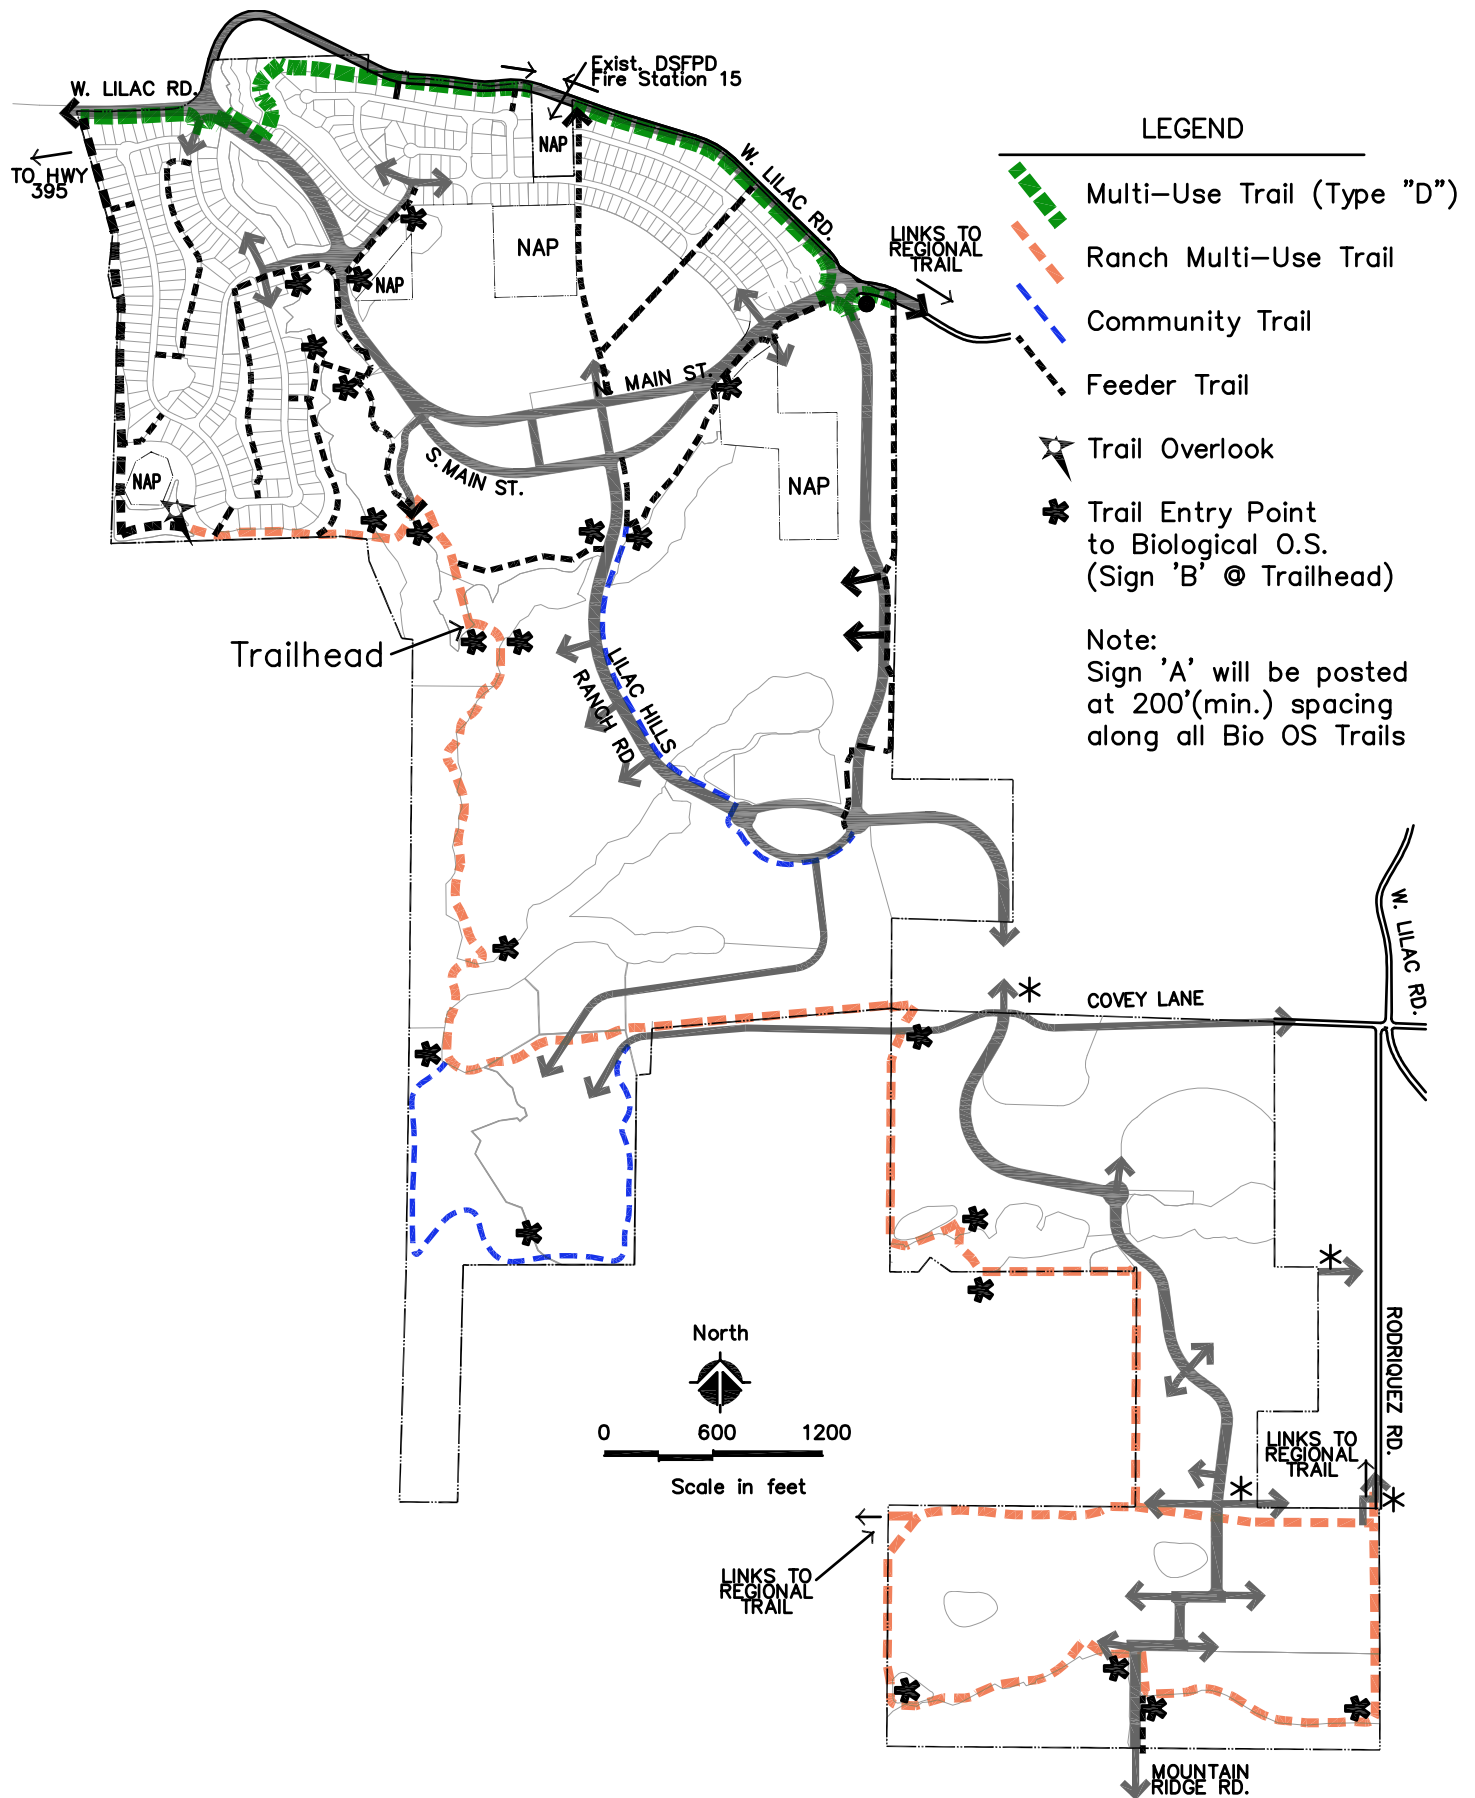 Exist. DSFPD
Fire Station 15
W. LILAC RD.
TO HWY
395
NAP
W. LILAC RD.
LINKS TO
REGIONAL
TRAIL
NAP
NAP
N. MAIN ST.
S. MAIN ST.
NAP
NAP
Trailhead
LILAC HILLS
RANCH RD
LEGEND
Multi-Use Trail (Type "D")
Ranch Multi-Use Trail
Community Trail
Feeder Trail
Trail Overlook
Trail Entry Point
to Biological O.S.
(Sign 'B' @ Trailhead)
Note:
Sign 'A' will be posted
at 200'(min.) spacing
along all Bio OS Trails
W. LILAC RD.
COVEY LANE
RODRIQUEZ RD.
North
0 600 1200
Scale in feet
LINKS TO
REGIONAL
TRAIL
LINKS TO
REGIONAL
TRAIL
MOUNTAIN
RIDGE RD.